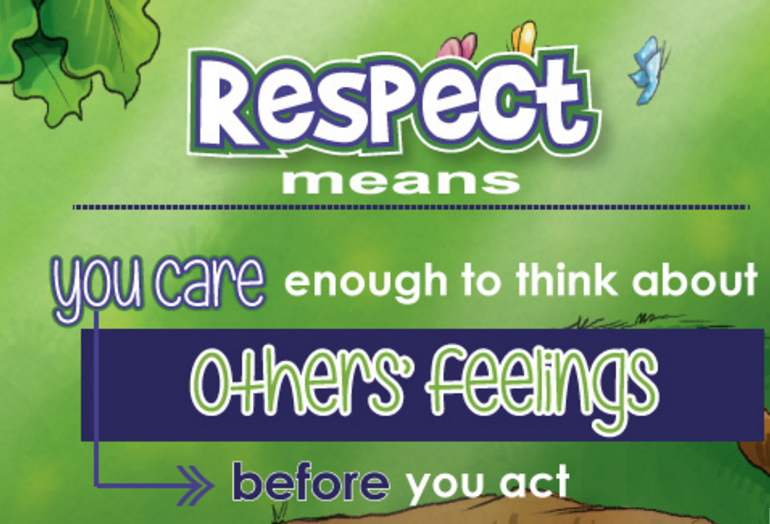 Respect
means
you care enough to think about
others' feelings
before you act